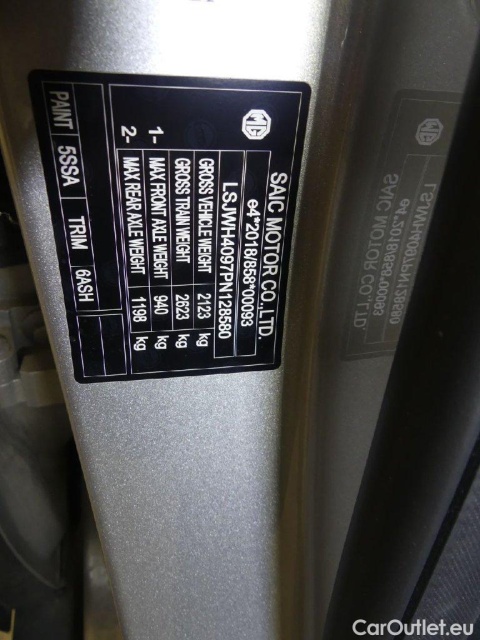 MG
SAIC MOTOR CO.,LTD.
e4*2018/858*00093
LSJWH4097PN128580
GROSS VEHICLE WEIGHT 2123 kg
GROSS TRAIN WEIGHT 2623 kg
1- MAX FRONT AXLE WEIGHT 940 kg
2- MAX REAR AXLE WEIGHT 1198 kg
PAINT 5SSA TRIM 6ASH
CarOutlet.eu